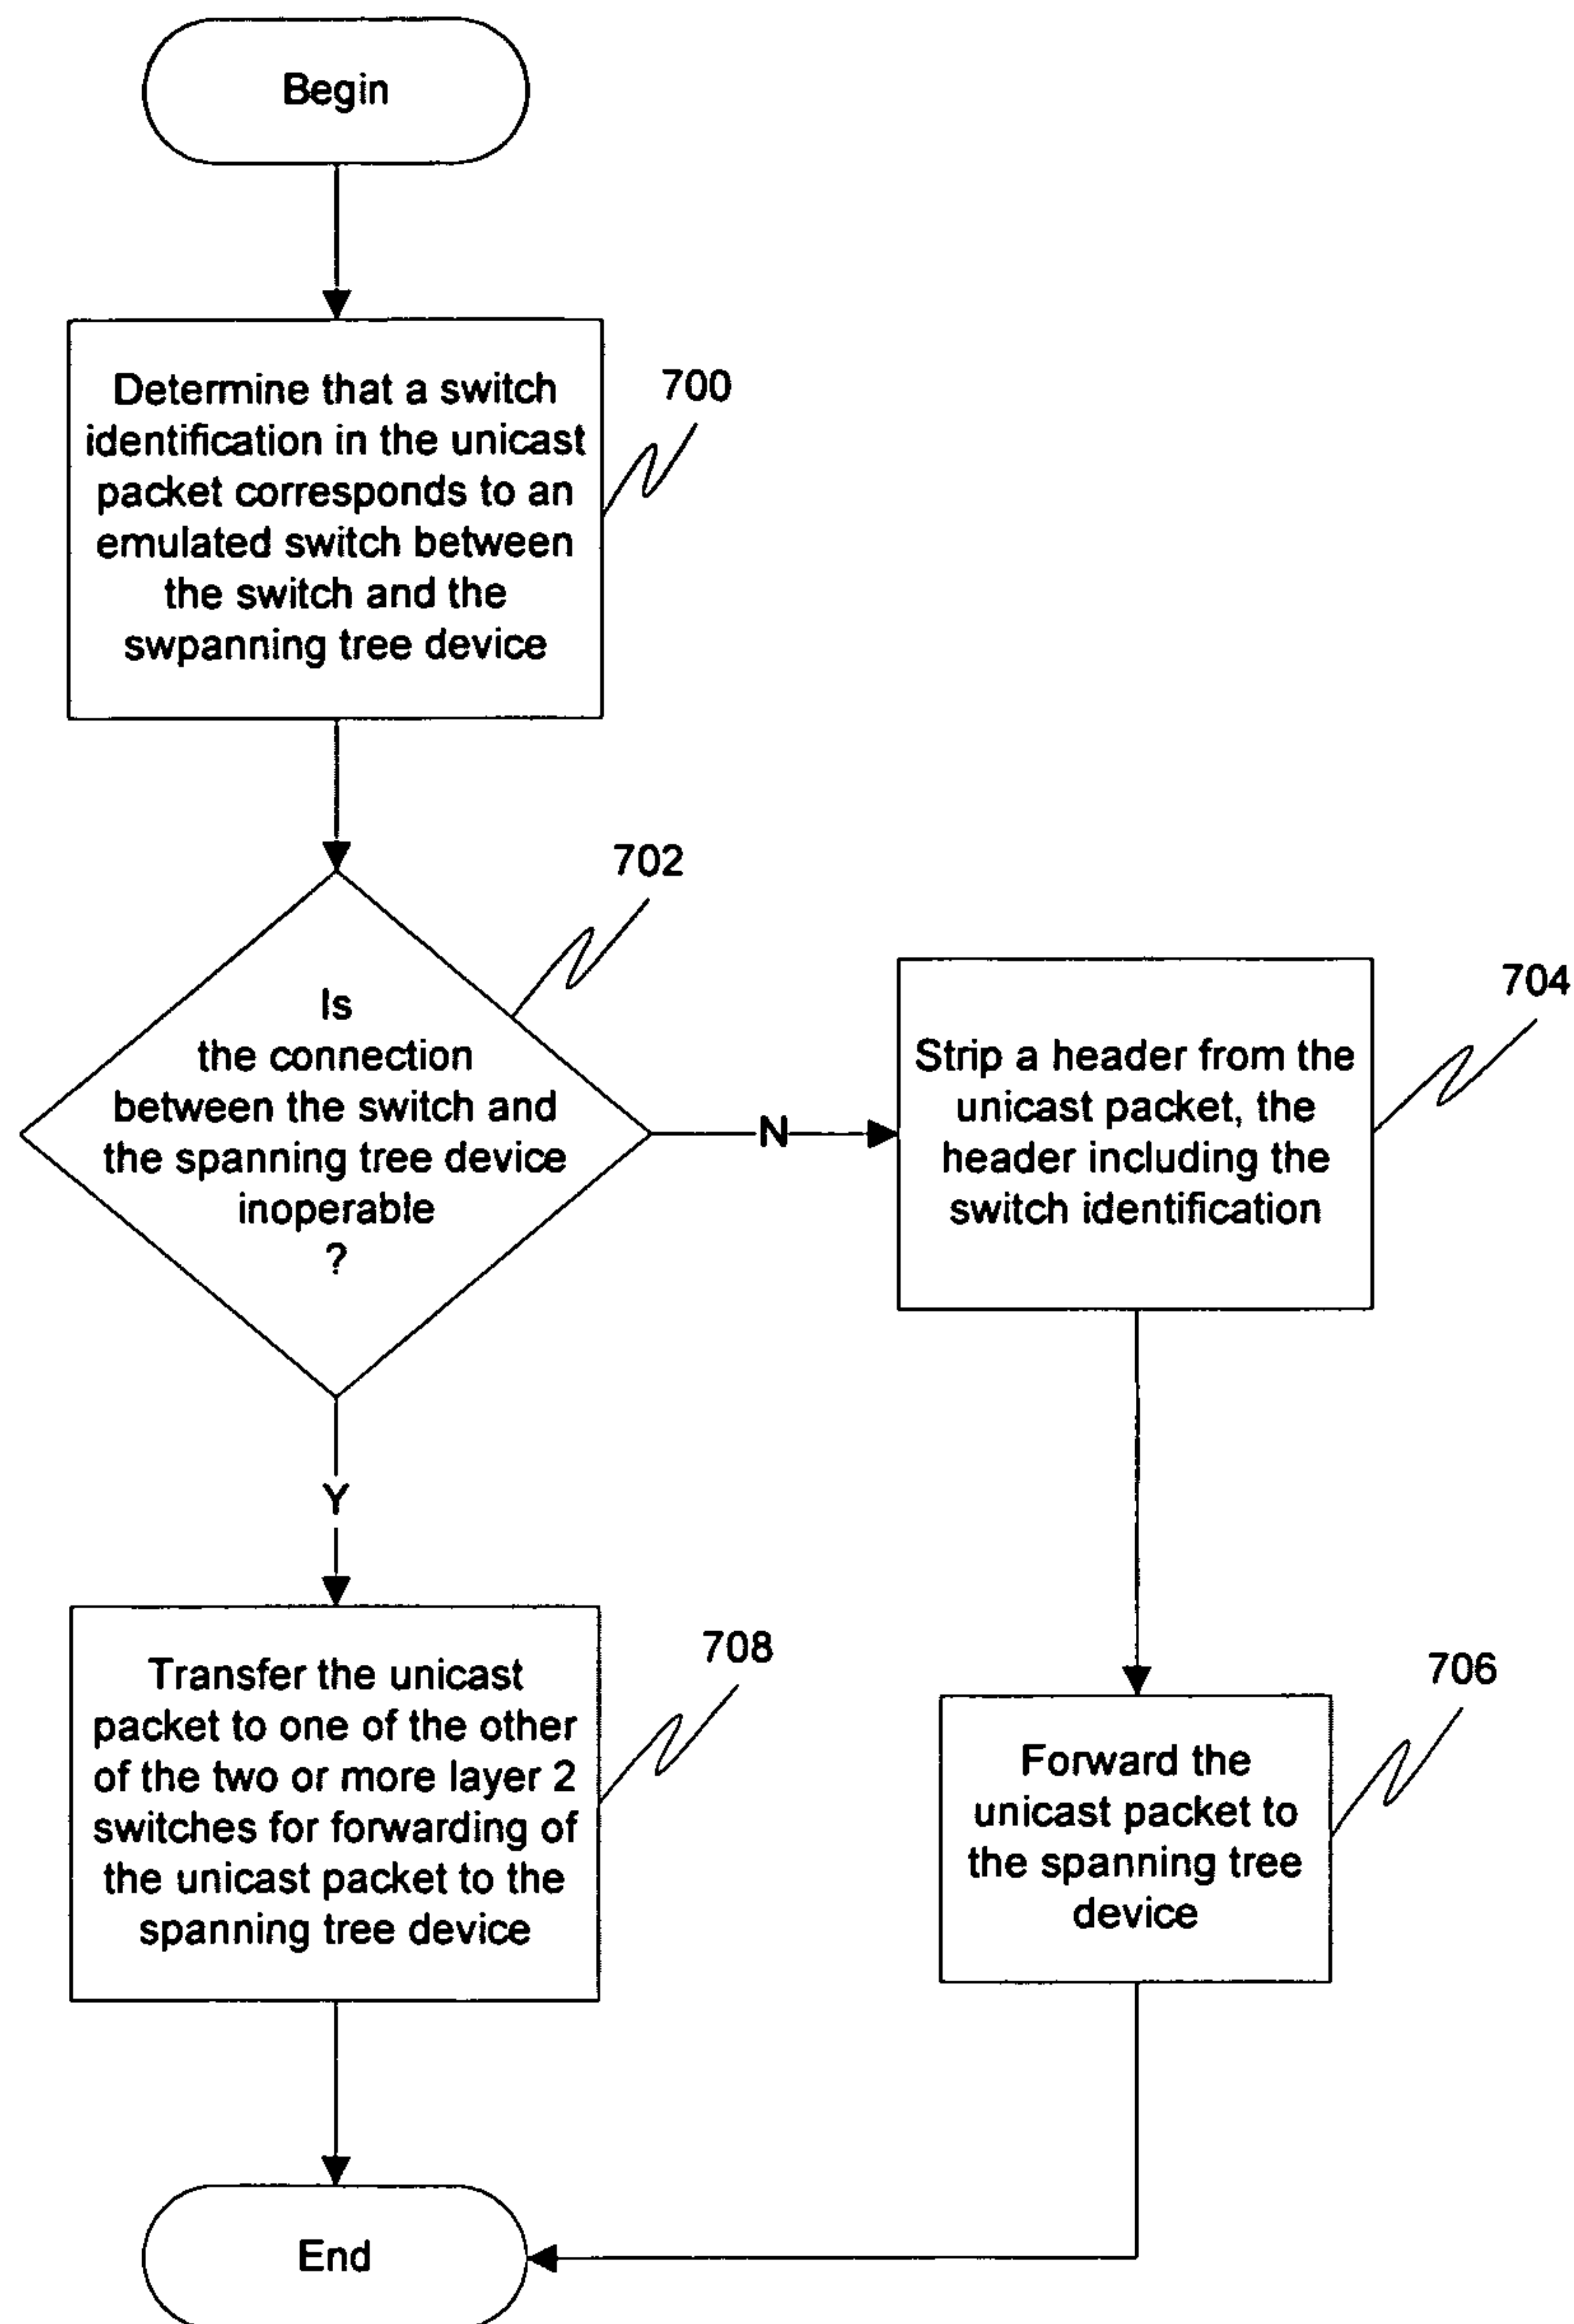 Begin
Determine that a switch
identification in the unicast
packet corresponds to an
emulated switch between
the switch and the
swpanning tree device
700
702
Is
the connection
between the switch and
the spanning tree device
inoperable
?
N
704
Strip a header from the
unicast packet, the
header including the
switch identification
Y
708
Transfer the unicast
packet to one of the other
of the two or more layer 2
switches for forwarding of
the unicast packet to the
spanning tree device
706
Forward the
unicast packet to
the spanning tree
device
End